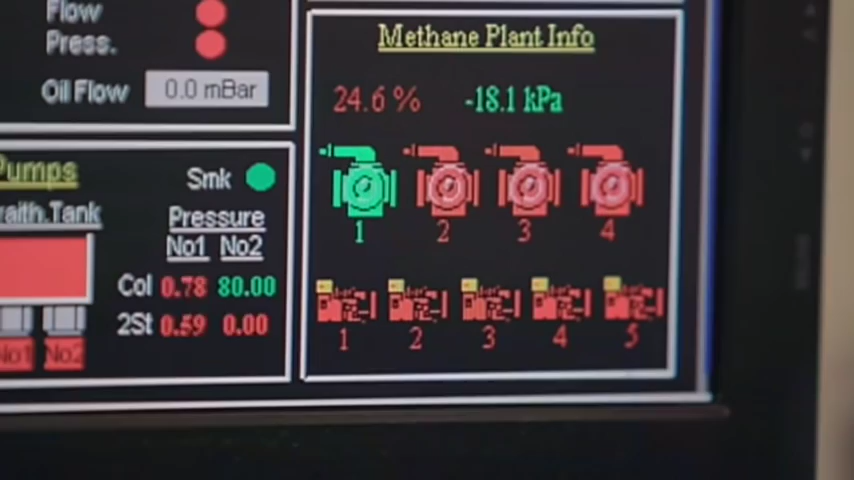 Flow
Press.
Oil Flow 0.0 mBar
Pumps
Smk
raith.Tank
Pressure
No1 No2
Col 0.78 80.00
2St 0.59 0.00
No1 No2
Methane Plant Info
24.6 % -18.1 kPa
1 2 3 4
1 2 3 4 5